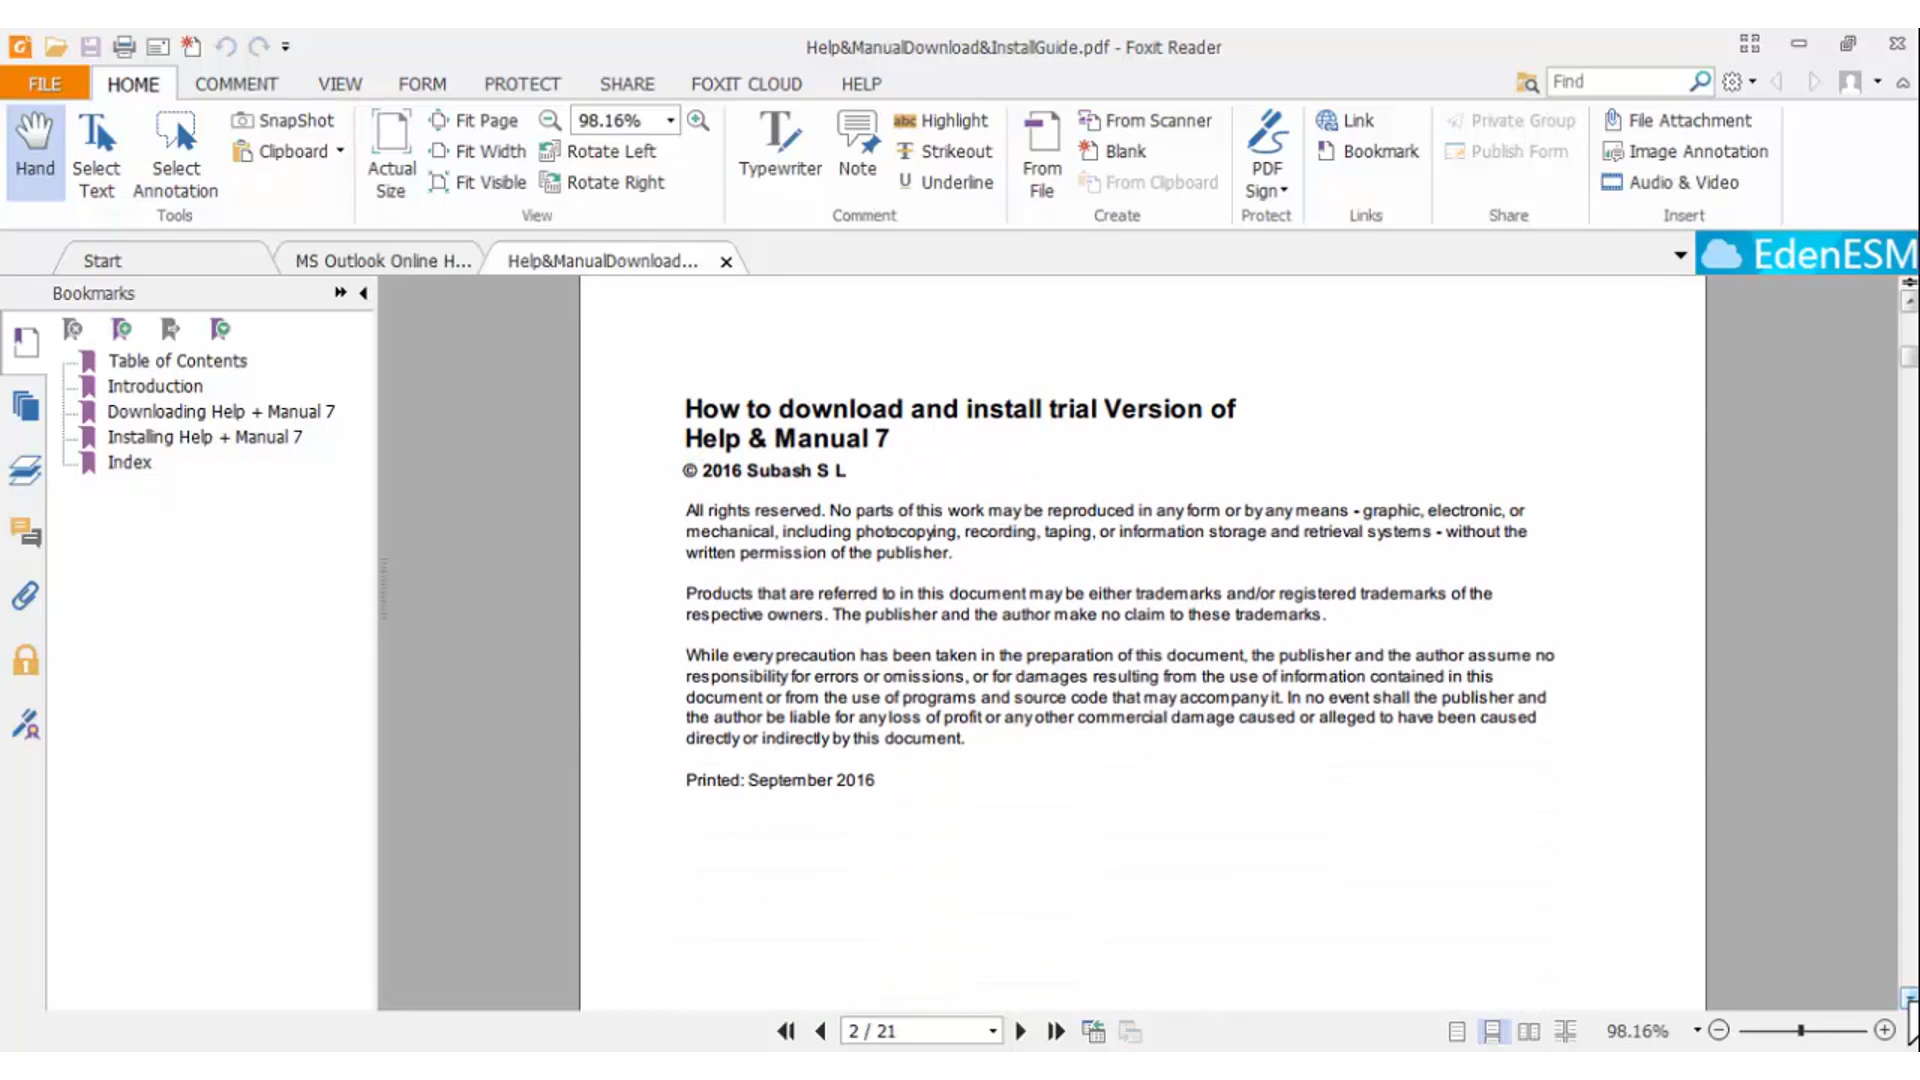 Help&ManualDownload&InstallGuide.pdf - Foxit Reader
FILE HOME COMMENT VIEW FORM PROTECT SHARE FOXIT CLOUD HELP Find
Hand
Select Text
Select Annotation
SnapShot
Clipboard
Tools
Actual Size
Fit Page
Fit Width
Fit Visible
98.16%
Rotate Left
Rotate Right
View
Typewriter
Note
Highlight
Strikeout
Underline
Comment
From File
From Scanner
Blank
From Clipboard
Create
PDF Sign
Protect
Link
Bookmark
Links
Private Group
Publish Form
Share
File Attachment
Image Annotation
Audio & Video
Insert
Start
MS Outlook Online H...
Help&ManualDownload...
EdenESM
Bookmarks
Table of Contents
Introduction
Downloading Help + Manual 7
Installing Help + Manual 7
Index
How to download and install trial Version of
Help & Manual 7
© 2016 Subash S L
All rights reserved. No parts of this work may be reproduced in any form or by any means - graphic, electronic, or
mechanical, including photocopying, recording, taping, or information storage and retrieval systems - without the
written permission of the publisher.
Products that are referred to in this document may be either trademarks and/or registered trademarks of the
respective owners. The publisher and the author make no claim to these trademarks.
While every precaution has been taken in the preparation of this document, the publisher and the author assume no
responsibility for errors or omissions, or for damages resulting from the use of information contained in this
document or from the use of programs and source code that may accompany it. In no event shall the publisher and
the author be liable for any loss of profit or any other commercial damage caused or alleged to have been caused
directly or indirectly by this document.
Printed: September 2016
2 / 21
98.16%